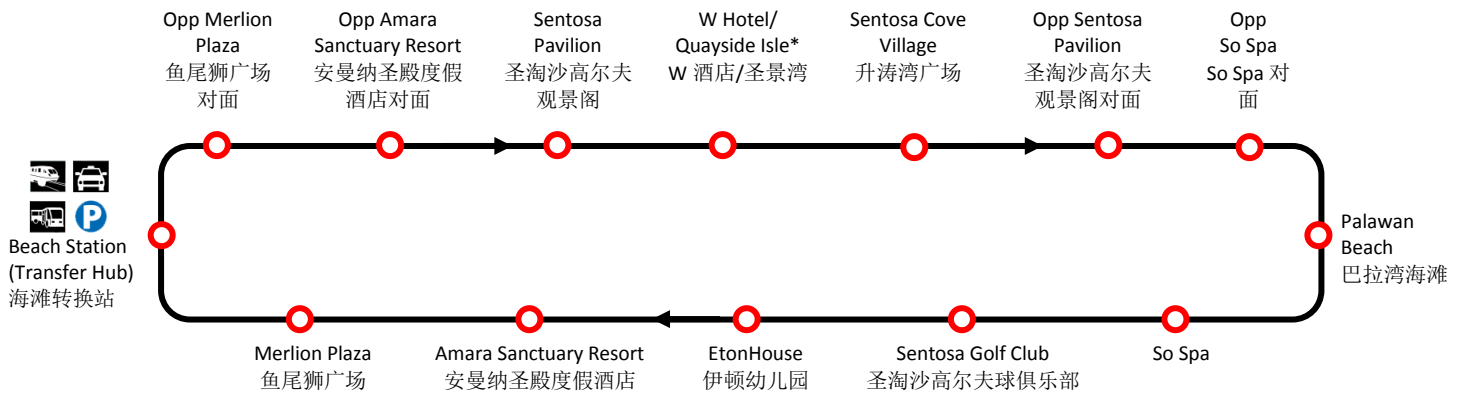 Opp Merlion
Plaza
鱼尾狮广场
对面
Opp Amara
Sanctuary Resort
安曼纳圣殿度假
酒店对面
Sentosa
Pavilion
圣淘沙高尔夫
观景阁
W Hotel/
Quayside Isle*
W 酒店/圣景湾
Sentosa Cove
Village
升涛湾广场
Opp Sentosa
Pavilion
圣淘沙高尔夫
观景阁对面
Opp
So Spa
So Spa 对
面
P
Beach Station
(Transfer Hub)
海滩转换站
Palawan
Beach
巴拉湾海滩
Merlion Plaza
鱼尾狮广场
Amara Sanctuary Resort
安曼纳圣殿度假酒店
EtonHouse
伊顿幼儿园
Sentosa Golf Club
圣淘沙高尔夫球俱乐部
So Spa